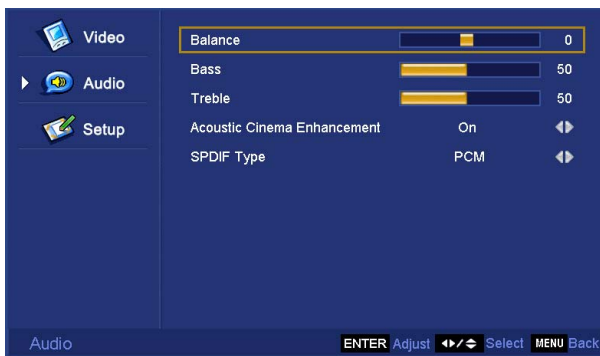 Video
Audio
Setup
Balance 0
Bass 50
Treble 50
Acoustic Cinema Enhancement On
SPDIF Type PCM
Audio ENTER Adjust Select MENU Back